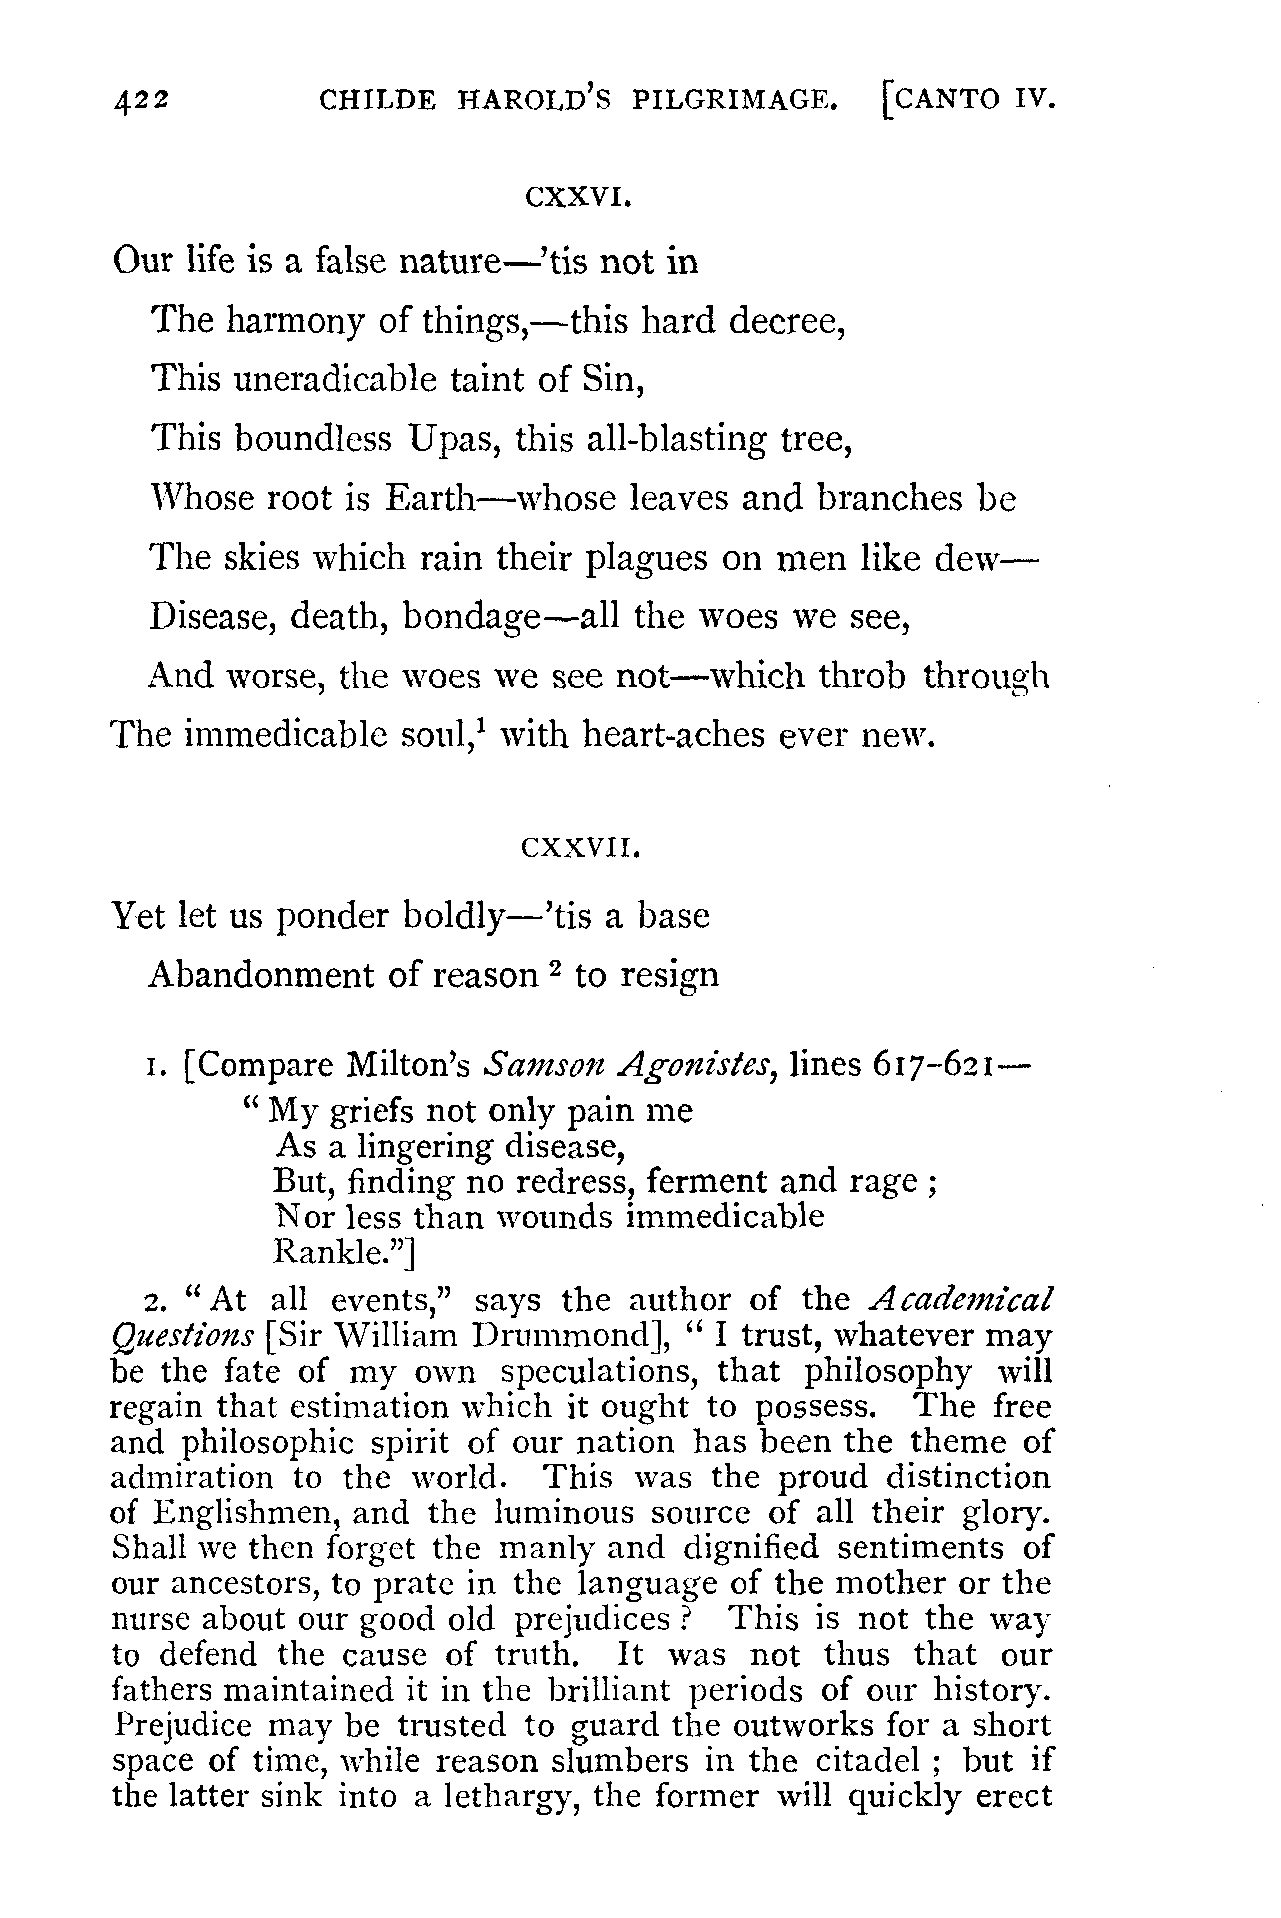 422 CHILDE HAROLD'S PILGRIMAGE. [CANTO IV.
CXXVI.
Our life is a false nature—'tis not in
The harmony of things,—this hard decree,
This uneradicable taint of Sin,
This boundless Upas, this all-blasting tree,
Whose root is Earth—whose leaves and branches be
The skies which rain their plagues on men like dew—
Disease, death, bondage—all the woes we see,
And worse, the woes we see not—which throb through
The immedicable soul,¹ with heart-aches ever new.
CXXVII.
Yet let us ponder boldly—'tis a base
Abandonment of reason ² to resign
1. [Compare Milton's Samson Agonistes, lines 617–621—
" My griefs not only pain me
As a lingering disease,
But, finding no redress, ferment and rage ;
Nor less than wounds immedicable
Rankle."]
2. " At all events," says the author of the Academical
Questions [Sir William Drummond], " I trust, whatever may
be the fate of my own speculations, that philosophy will
regain that estimation which it ought to possess. The free
and philosophic spirit of our nation has been the theme of
admiration to the world. This was the proud distinction
of Englishmen, and the luminous source of all their glory.
Shall we then forget the manly and dignified sentiments of
our ancestors, to prate in the language of the mother or the
nurse about our good old prejudices ? This is not the way
to defend the cause of truth. It was not thus that our
fathers maintained it in the brilliant periods of our history.
Prejudice may be trusted to guard the outworks for a short
space of time, while reason slumbers in the citadel ; but if
the latter sink into a lethargy, the former will quickly erect